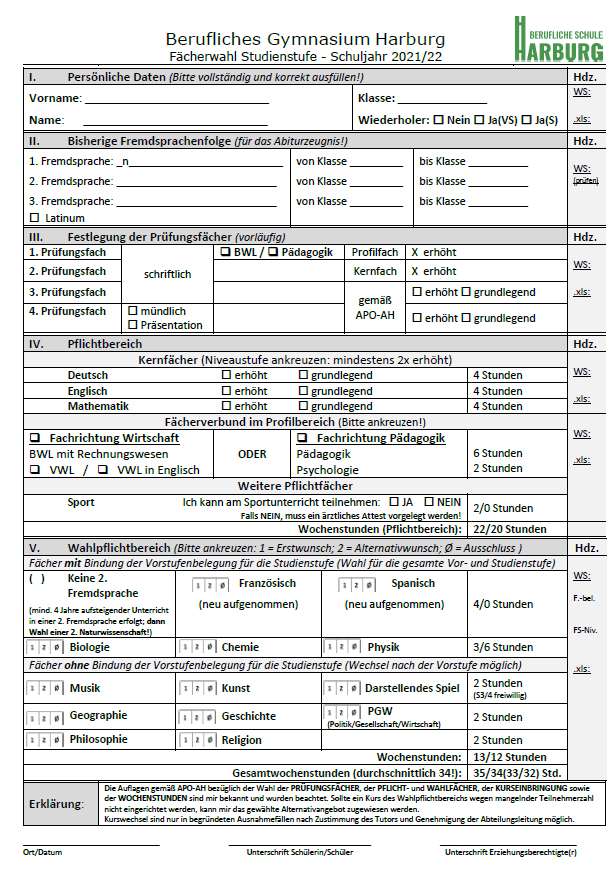 Berufliches Gymnasium Harburg
Fächerwahl Studienstufe - Schuljahr 2021/22
BERUFLICHE SCHULE
HARBURG
I. Persönliche Daten (Bitte vollständig und korrekt ausfüllen!) Hdz.
Vorname: ____________________________ Klasse: ______________ WS:
Name: ____________________________ Wiederholer: ☐ Nein ☐ Ja(VS) ☐ Ja(S) .xls:
II. Bisherige Fremdsprachenfolge (für das Abiturzeugnis!) Hdz.
1. Fremdsprache: _n________________________ von Klasse _________ bis Klasse _________ WS:
(prüfen)
2. Fremdsprache: __________________________ von Klasse _________ bis Klasse _________
3. Fremdsprache: __________________________ von Klasse _________ bis Klasse _________
☐ Latinum
III. Festlegung der Prüfungsfächer (vorläufig) Hdz.
1. Prüfungsfach ☐ BWL / ☐ Pädagogik Profilfach X erhöht
schriftlich
2. Prüfungsfach Kernfach X erhöht WS:
3. Prüfungsfach gemäß APO-AH ☐ erhöht ☐ grundlegend .xls:
4. Prüfungsfach ☐ mündlich ☐ erhöht ☐ grundlegend
☐ Präsentation
IV. Pflichtbereich Hdz.
Kernfächer (Niveaustufe ankreuzen: mindestens 2x erhöht)
Deutsch ☐ erhöht ☐ grundlegend 4 Stunden WS:
Englisch ☐ erhöht ☐ grundlegend 4 Stunden
Mathematik ☐ erhöht ☐ grundlegend 4 Stunden .xls:
Fächerverbund im Profilbereich (Bitte ankreuzen!)
☐ Fachrichtung Wirtschaft ☐ Fachrichtung Pädagogik WS:
BWL mit Rechnungswesen ODER Pädagogik 6 Stunden
☐ VWL / ☐ VWL in Englisch Psychologie 2 Stunden .xls:
Weitere Pflichtfächer
Sport Ich kann am Sportunterricht teilnehmen: ☐ JA ☐ NEIN 2/0 Stunden
Falls NEIN, muss ein ärztliches Attest vorgelegt werden!
Wochenstunden (Pflichtbereich): 22/20 Stunden
V. Wahlpflichtbereich (Bitte ankreuzen: 1 = Erstwunsch; 2 = Alternativwunsch; Ø = Ausschluss ) Hdz.
Fächer mit Bindung der Vorstufenbelegung für die Studienstufe (Wahl für die gesamte Vor- und Studienstufe)
( ) Keine 2. Fremdsprache 1 2 Ø Französisch 1 2 Ø Spanisch WS:
(neu aufgenommen) (neu aufgenommen) 4/0 Stunden F.-bel.
(mind. 4 Jahre aufsteigender Unterricht
in einer 2. Fremdsprache erfolgt; dann
Wahl einer 2. Naturwissenschaft!) FS-Niv.
1 2 Ø Biologie 1 2 Ø Chemie 1 2 Ø Physik 3/6 Stunden
Fächer ohne Bindung der Vorstufenbelegung für die Studienstufe (Wechsel nach der Vorstufe möglich) .xls:
1 2 Ø Musik 1 2 Ø Kunst 1 2 Ø Darstellendes Spiel 2 Stunden
(S3/4 freiwillig)
1 2 Ø Geographie 1 2 Ø Geschichte 1 2 Ø PGW 2 Stunden
(Politik/Gesellschaft/Wirtschaft)
1 2 Ø Philosophie 1 2 Ø Religion 2 Stunden
Wochenstunden: 13/12 Stunden
Gesamtwochenstunden (durchschnittlich 34!): 35/34(33/32) Std.
Erklärung:
Die Auflagen gemäß APO-AH bezüglich der Wahl der PRÜFUNGSFÄCHER, der PFLICHT- und WAHLFÄCHER, der KURSEINBRINGUNG sowie
der WOCHENSTUNDEN sind mir bekannt und wurden beachtet. Sollte ein Kurs des Wahlpflichtbereichs wegen mangelnder Teilnehmerzahl
nicht eingerichtet werden, kann mir das gewählte Alternativangebot zugewiesen werden.
Kurswechsel sind nur in begründeten Ausnahmefällen nach Zustimmung des Tutors und Genehmigung der Abteilungsleitung möglich.
Ort/Datum Unterschrift Schülerin/Schüler Unterschrift Erziehungsberechtigte(r)